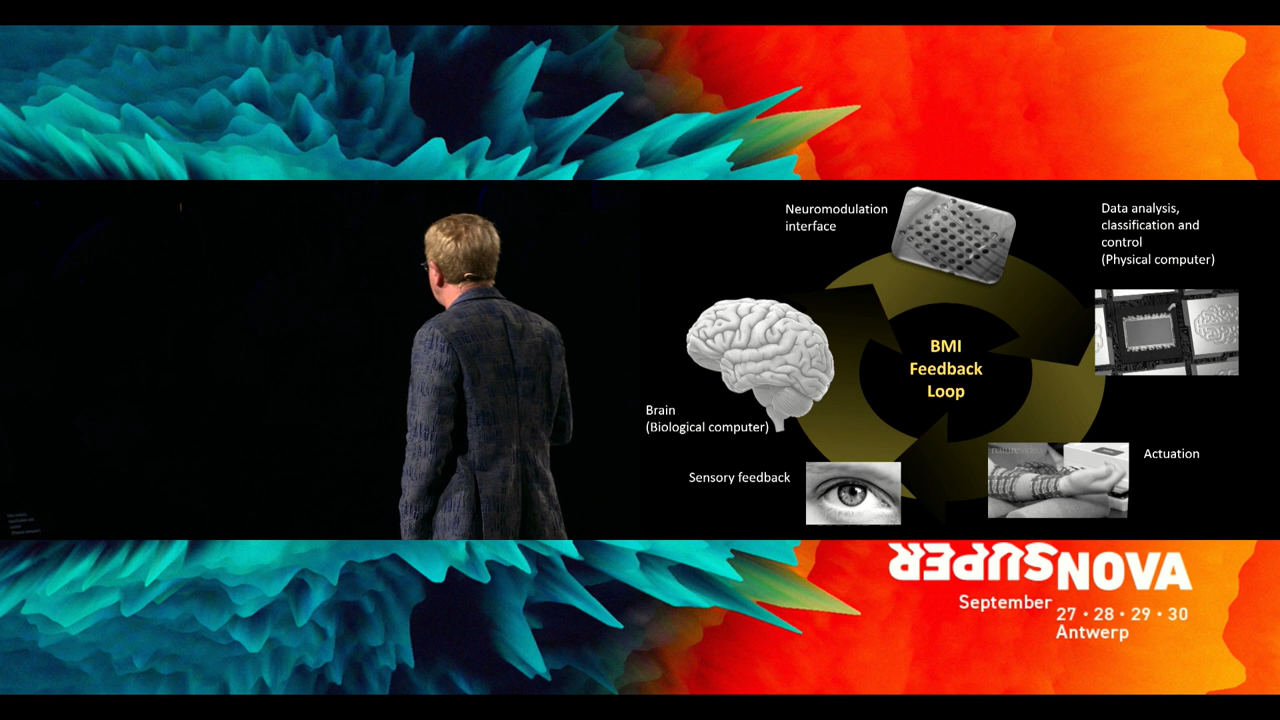 Neuromodulation
interface
Data analysis,
classification and
control
(Physical computer)
BMI
Feedback
Loop
Brain
(Biological computer)
Sensory feedback
Actuation
SUPERNOVA
September
27 • 28 • 29 • 30
Antwerp